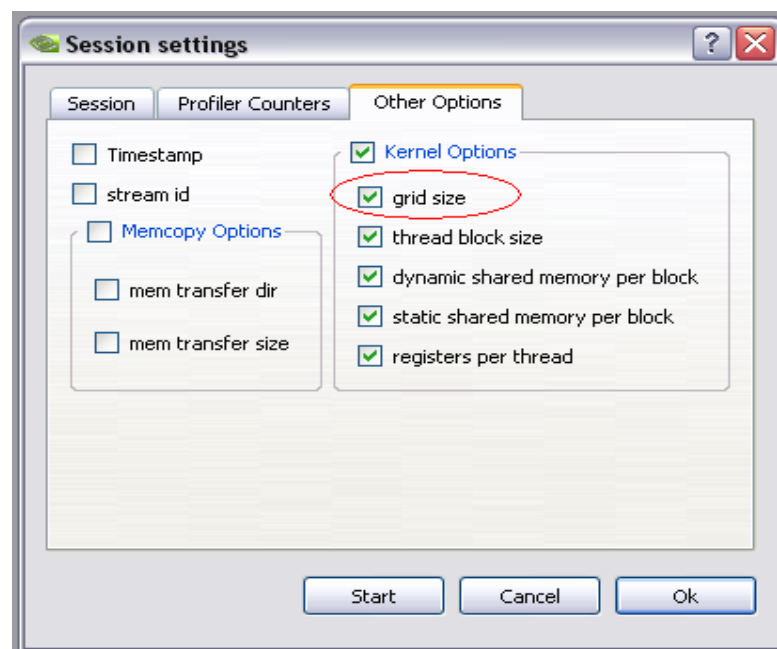 Session settings
Session Profiler Counters Other Options
Timestamp
stream id
Memcopy Options
mem transfer dir
mem transfer size
Kernel Options
grid size
thread block size
dynamic shared memory per block
static shared memory per block
registers per thread
Start Cancel Ok